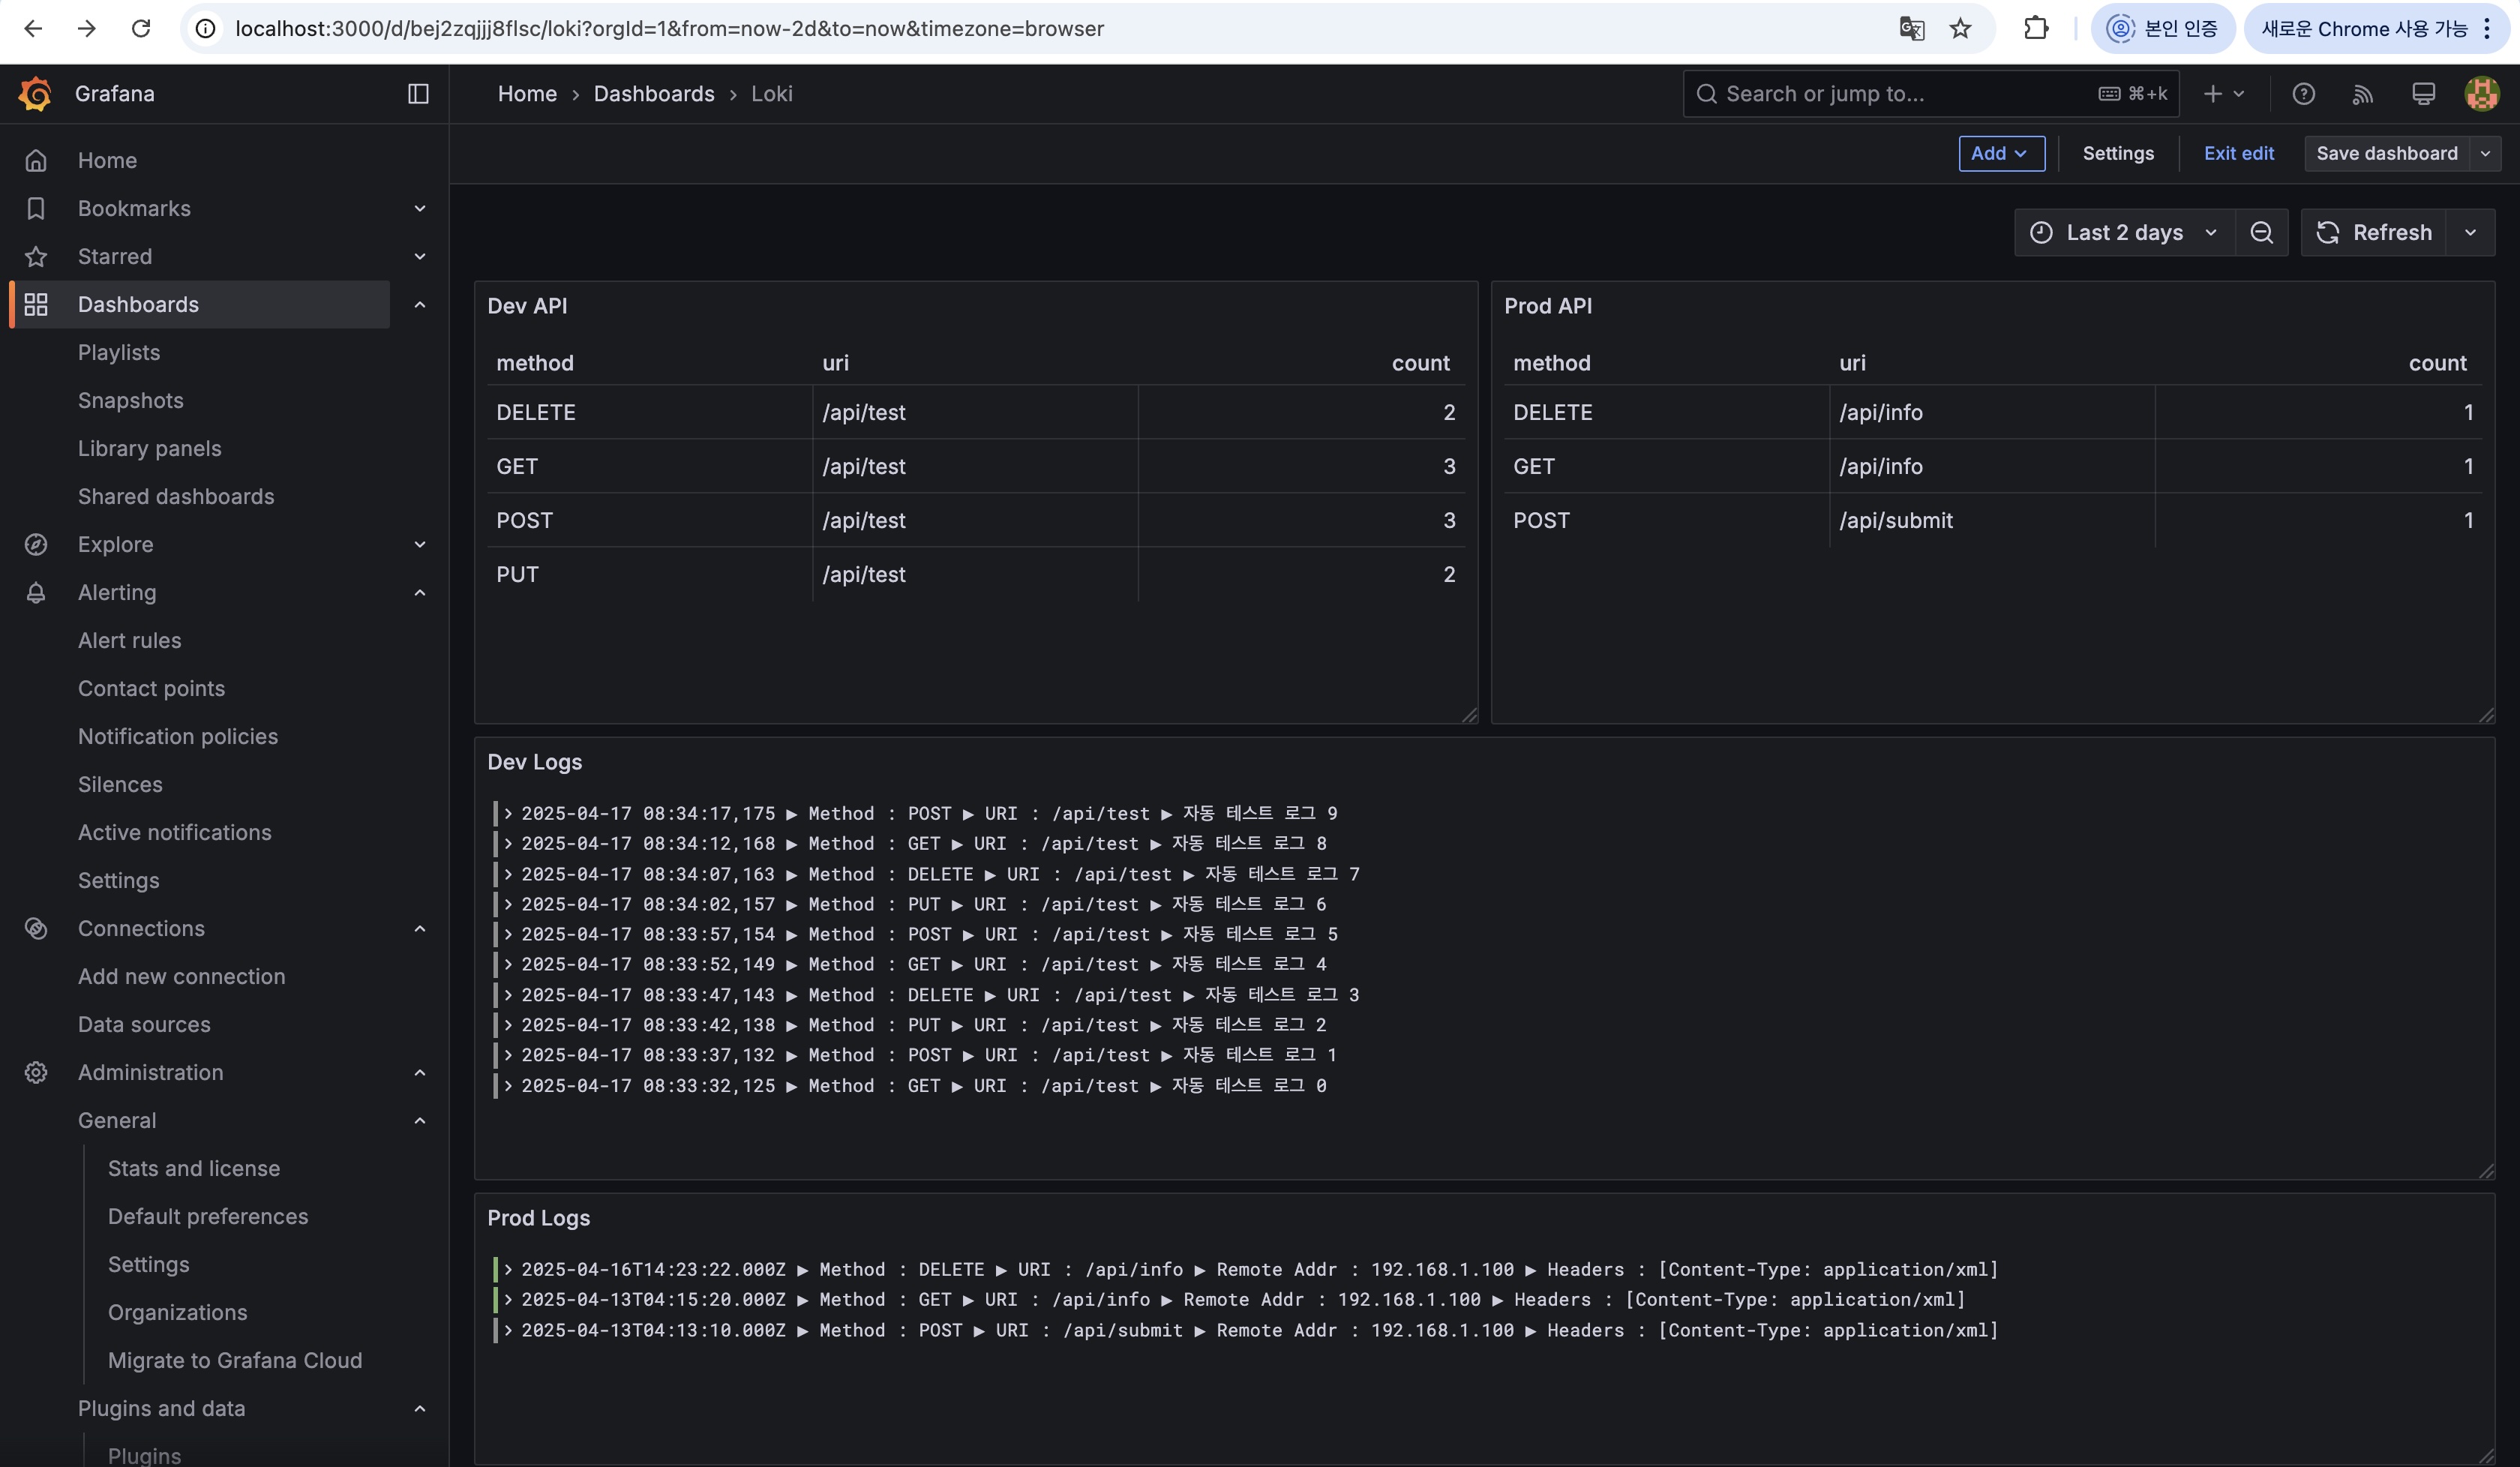 localhost:3000/d/bej2zqjjj8flsc/loki?orgId=1&from=now-2d&to=now&timezone=browser
본인 인증
새로운 Chrome 사용 가능
Grafana
Home › Dashboards › Loki
Search or jump to...
⌘+k
Add
Settings
Exit edit
Save dashboard
Last 2 days
Refresh
Home
Bookmarks
Starred
Dashboards
Playlists
Snapshots
Library panels
Shared dashboards
Explore
Alerting
Alert rules
Contact points
Notification policies
Silences
Active notifications
Settings
Connections
Add new connection
Data sources
Administration
General
Stats and license
Default preferences
Settings
Organizations
Migrate to Grafana Cloud
Plugins and data
Plugins
Dev API
method uri count
DELETE /api/test 2
GET /api/test 3
POST /api/test 3
PUT /api/test 2
Prod API
method uri count
DELETE /api/info 1
GET /api/info 1
POST /api/submit 1
Dev Logs
2025-04-17 08:34:17,175 ▶ Method : POST ▶ URI : /api/test ▶ 자동 테스트 로그 9
2025-04-17 08:34:12,168 ▶ Method : GET ▶ URI : /api/test ▶ 자동 테스트 로그 8
2025-04-17 08:34:07,163 ▶ Method : DELETE ▶ URI : /api/test ▶ 자동 테스트 로그 7
2025-04-17 08:34:02,157 ▶ Method : PUT ▶ URI : /api/test ▶ 자동 테스트 로그 6
2025-04-17 08:33:57,154 ▶ Method : POST ▶ URI : /api/test ▶ 자동 테스트 로그 5
2025-04-17 08:33:52,149 ▶ Method : GET ▶ URI : /api/test ▶ 자동 테스트 로그 4
2025-04-17 08:33:47,143 ▶ Method : DELETE ▶ URI : /api/test ▶ 자동 테스트 로그 3
2025-04-17 08:33:42,138 ▶ Method : PUT ▶ URI : /api/test ▶ 자동 테스트 로그 2
2025-04-17 08:33:37,132 ▶ Method : POST ▶ URI : /api/test ▶ 자동 테스트 로그 1
2025-04-17 08:33:32,125 ▶ Method : GET ▶ URI : /api/test ▶ 자동 테스트 로그 0
Prod Logs
2025-04-16T14:23:22.000Z ▶ Method : DELETE ▶ URI : /api/info ▶ Remote Addr : 192.168.1.100 ▶ Headers : [Content-Type: application/xml]
2025-04-13T04:15:20.000Z ▶ Method : GET ▶ URI : /api/info ▶ Remote Addr : 192.168.1.100 ▶ Headers : [Content-Type: application/xml]
2025-04-13T04:13:10.000Z ▶ Method : POST ▶ URI : /api/submit ▶ Remote Addr : 192.168.1.100 ▶ Headers : [Content-Type: application/xml]